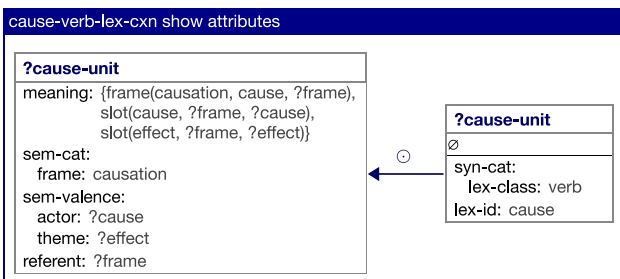 cause-verb-lex-cxn show attributes
?cause-unit
meaning: {frame(causation, cause, ?frame),
slot(cause, ?frame, ?cause),
slot(effect, ?frame, ?effect)}
sem-cat:
frame: causation
sem-valence:
actor: ?cause
theme: ?effect
referent: ?frame
⊙
?cause-unit
∅
syn-cat:
lex-class: verb
lex-id: cause